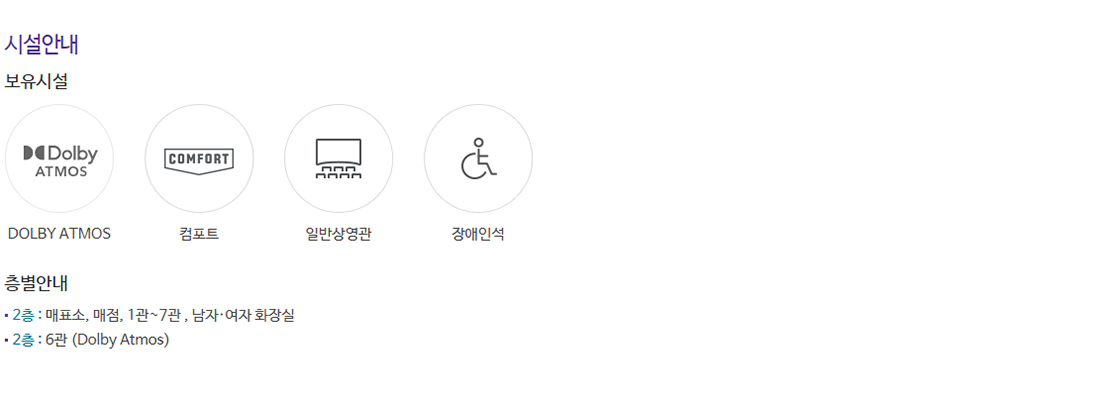 시설안내
보유시설
Dolby
ATMOS
COMFORT
DOLBY ATMOS
컴포트
일반상영관
장애인석
층별안내
▪ 2층 : 매표소, 매점, 1관~7관 , 남자·여자 화장실
▪ 2층 : 6관 (Dolby Atmos)